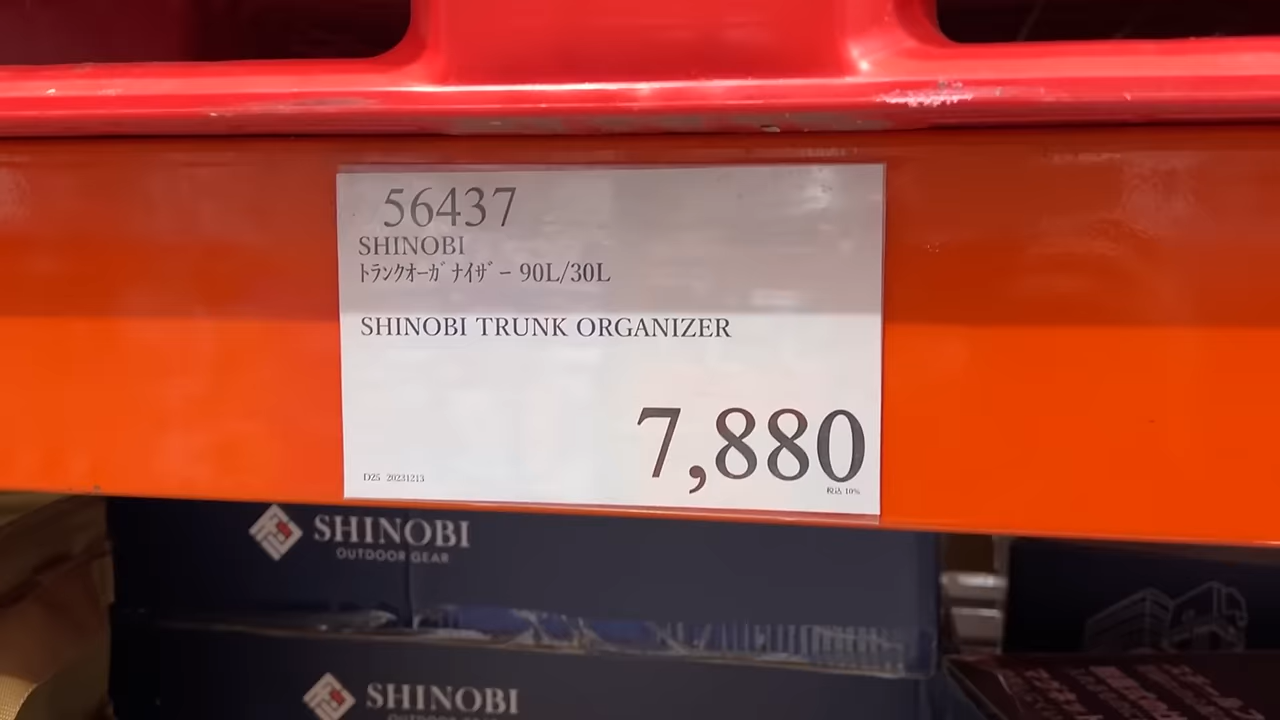 56437
SHINOBI
トランクオーガナイザー 90L/30L
SHINOBI TRUNK ORGANIZER
7,880
D25 20231213
税込 10%
SHINOBI
OUTDOOR GEAR
SHINOBI